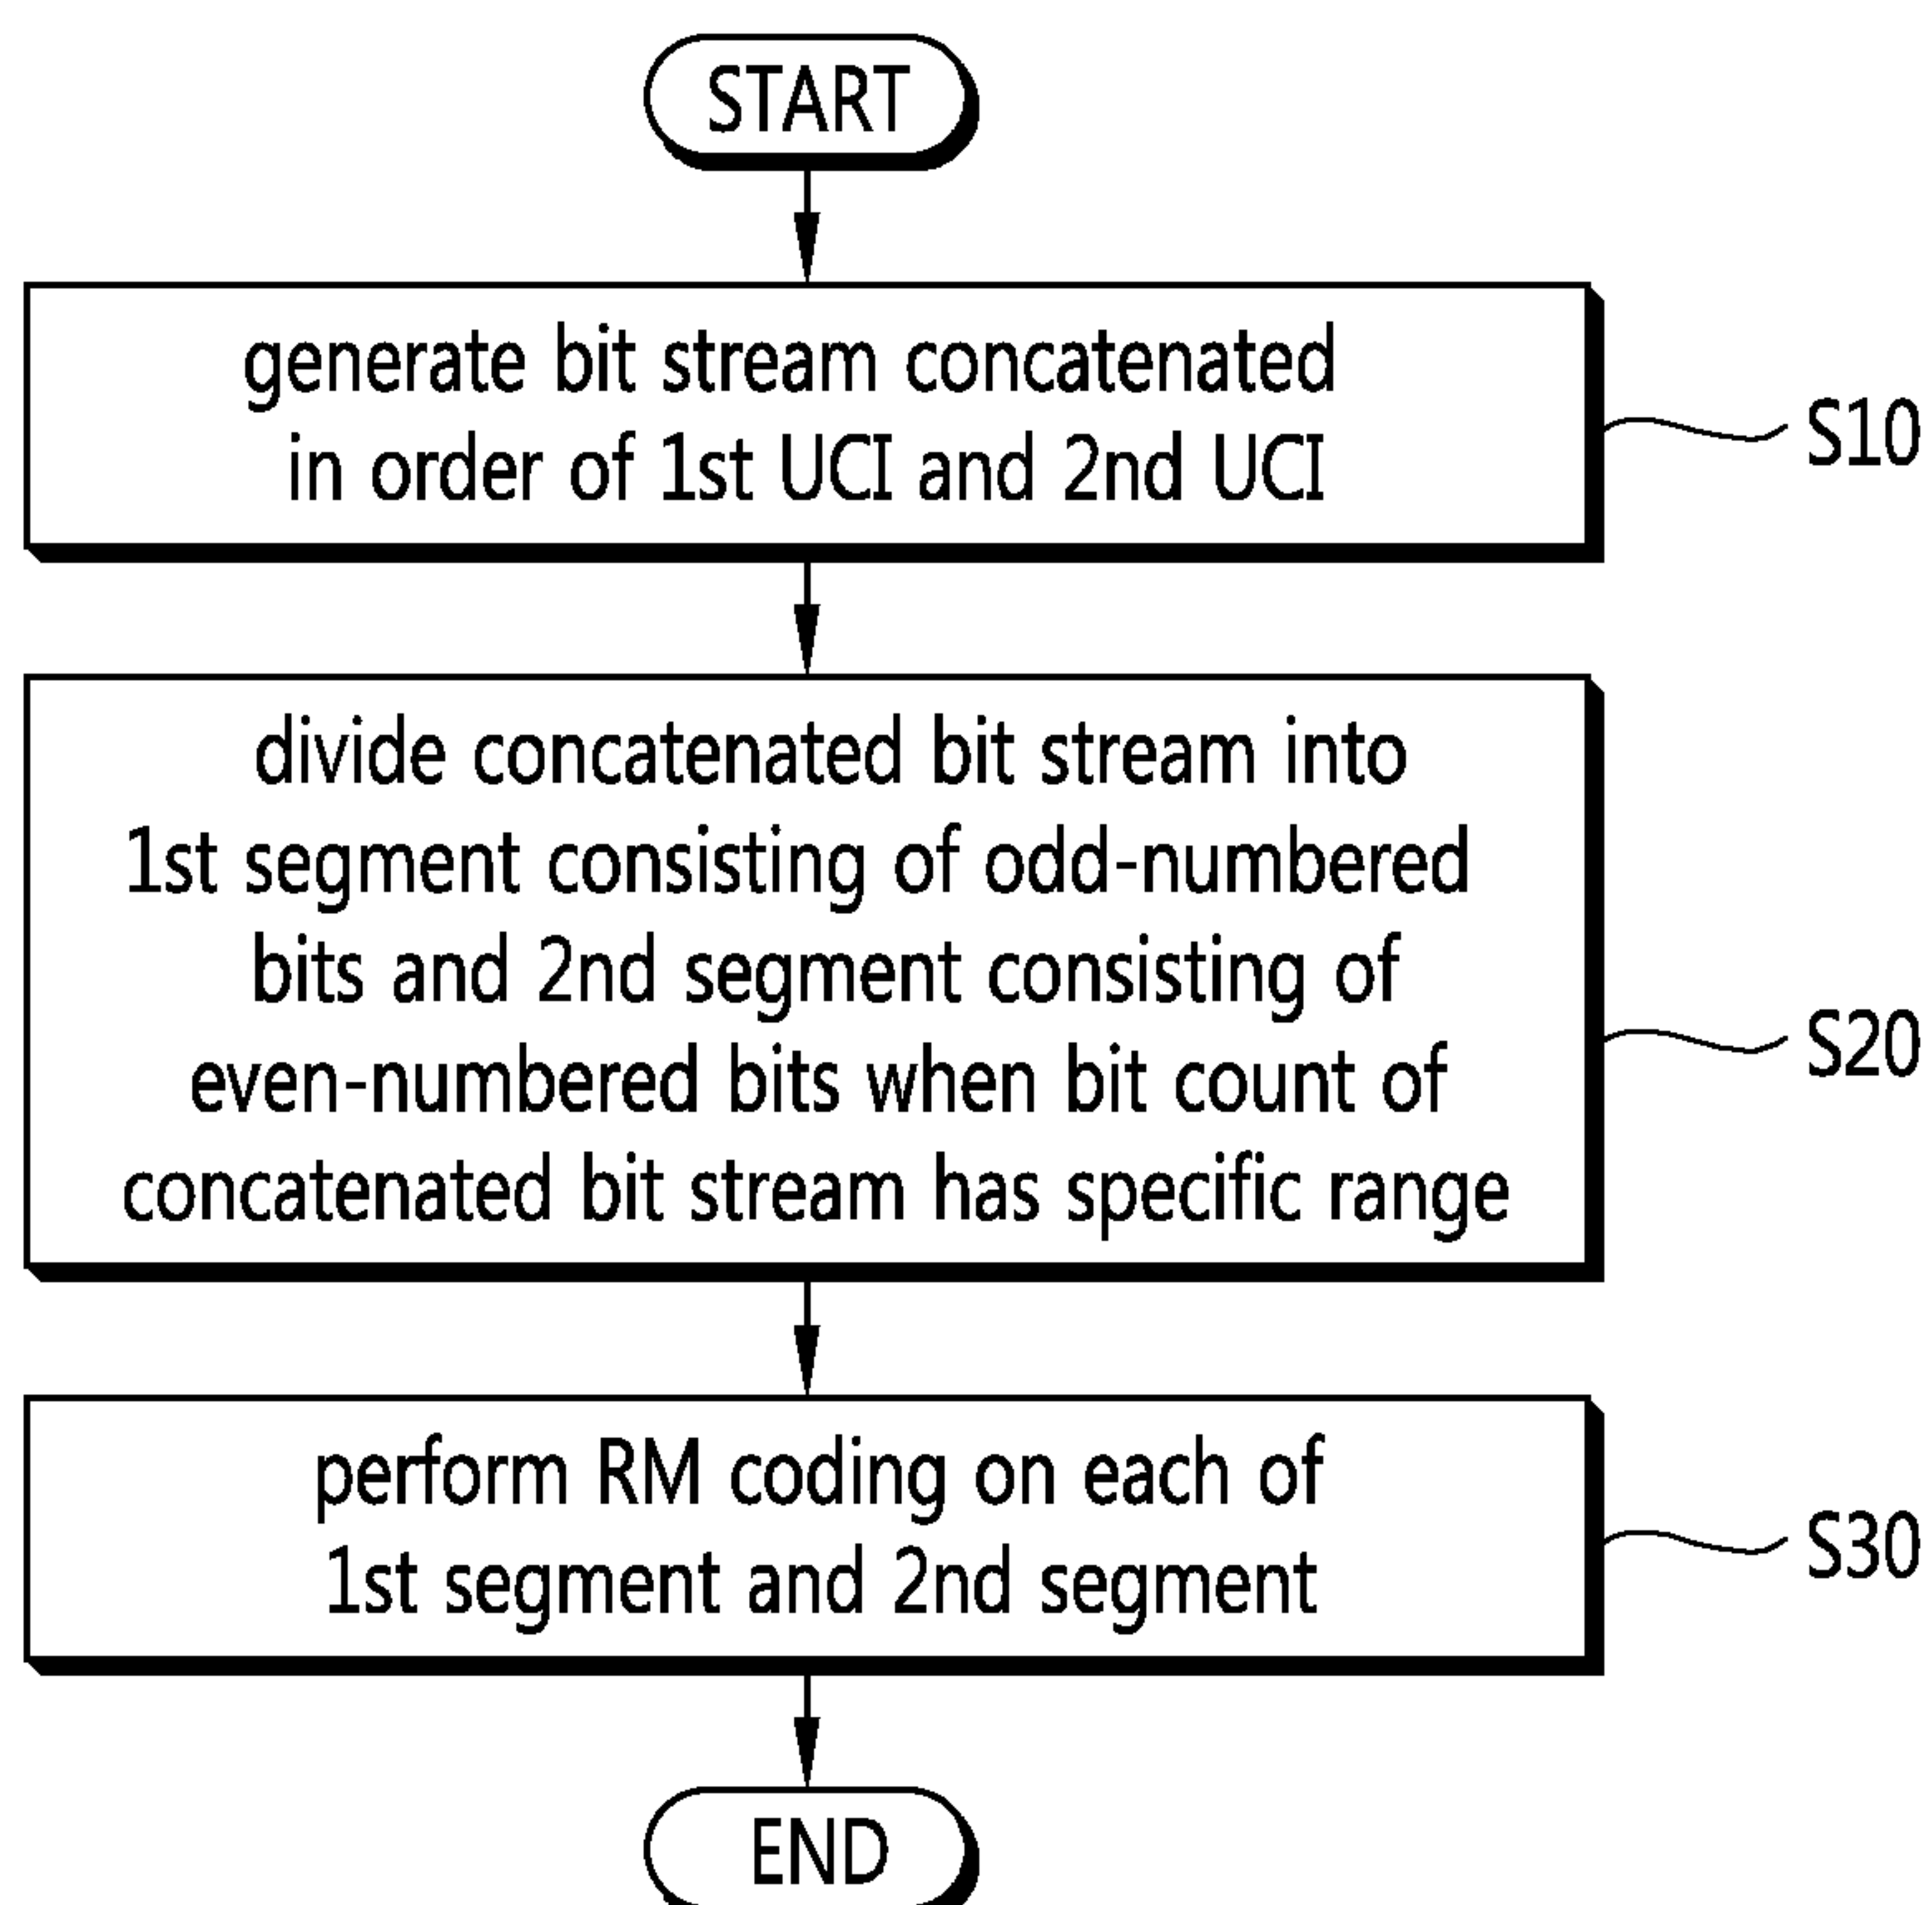 START
generate bit stream concatenated
in order of 1st UCI and 2nd UCI
S10
divide concatenated bit stream into
1st segment consisting of odd-numbered
bits and 2nd segment consisting of
even-numbered bits when bit count of
concatenated bit stream has specific range
S20
perform RM coding on each of
1st segment and 2nd segment
S30
END